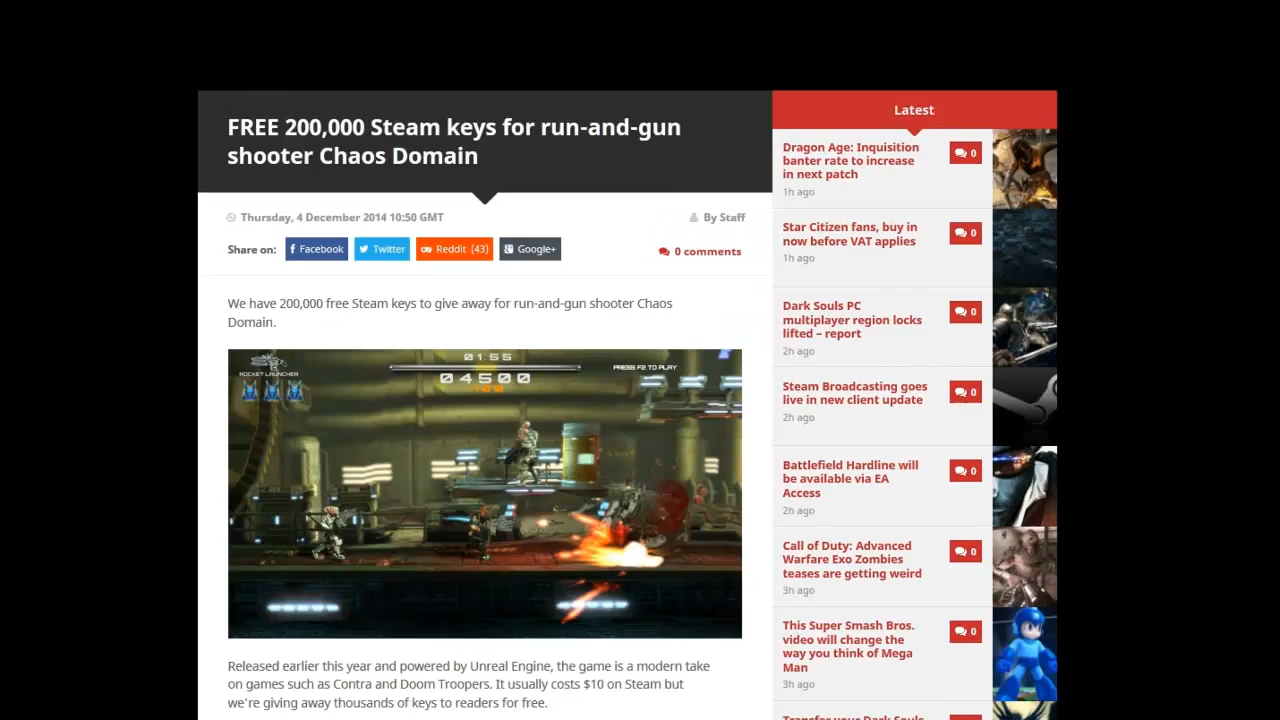 FREE 200,000 Steam keys for run-and-gun
shooter Chaos Domain
Thursday, 4 December 2014 10:50 GMT
By Staff
Share on:
Facebook
Twitter
Reddit (43)
Google+
0 comments
We have 200,000 free Steam keys to give away for run-and-gun shooter Chaos
Domain.
ROCKET LAUNCHER
01:55
04500
PRESS F2 TO PLAY
Released earlier this year and powered by Unreal Engine, the game is a modern take
on games such as Contra and Doom Troopers. It usually costs $10 on Steam but
we're giving away thousands of keys to readers for free.
Latest
Dragon Age: Inquisition
banter rate to increase
in next patch
0
1h ago
Star Citizen fans, buy in
now before VAT applies
0
1h ago
Dark Souls PC
multiplayer region locks
lifted – report
0
2h ago
Steam Broadcasting goes
live in new client update
0
2h ago
Battlefield Hardline will
be available via EA
Access
0
2h ago
Call of Duty: Advanced
Warfare Exo Zombies
teases are getting weird
0
3h ago
This Super Smash Bros.
video will change the
way you think of Mega
Man
0
3h ago
Transfer your Dark Souls